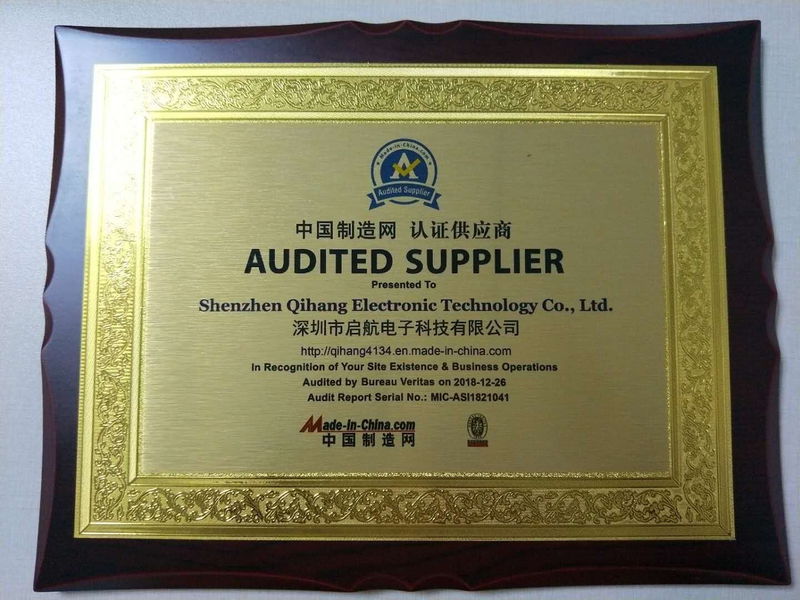 Made-in-China.com
A
Audited Supplier
中国制造网 认证供应商
AUDITED SUPPLIER
Presented To
Shenzhen Qihang Electronic Technology Co., Ltd.
深圳市启航电子科技有限公司
http://qihang4134.en.made-in-china.com
In Recognition of Your Site Existence & Business Operations
Audited by Bureau Veritas on 2018-12-26
Audit Report Serial No.: MIC-ASI1821041
Made-in-China.com
中国制造网